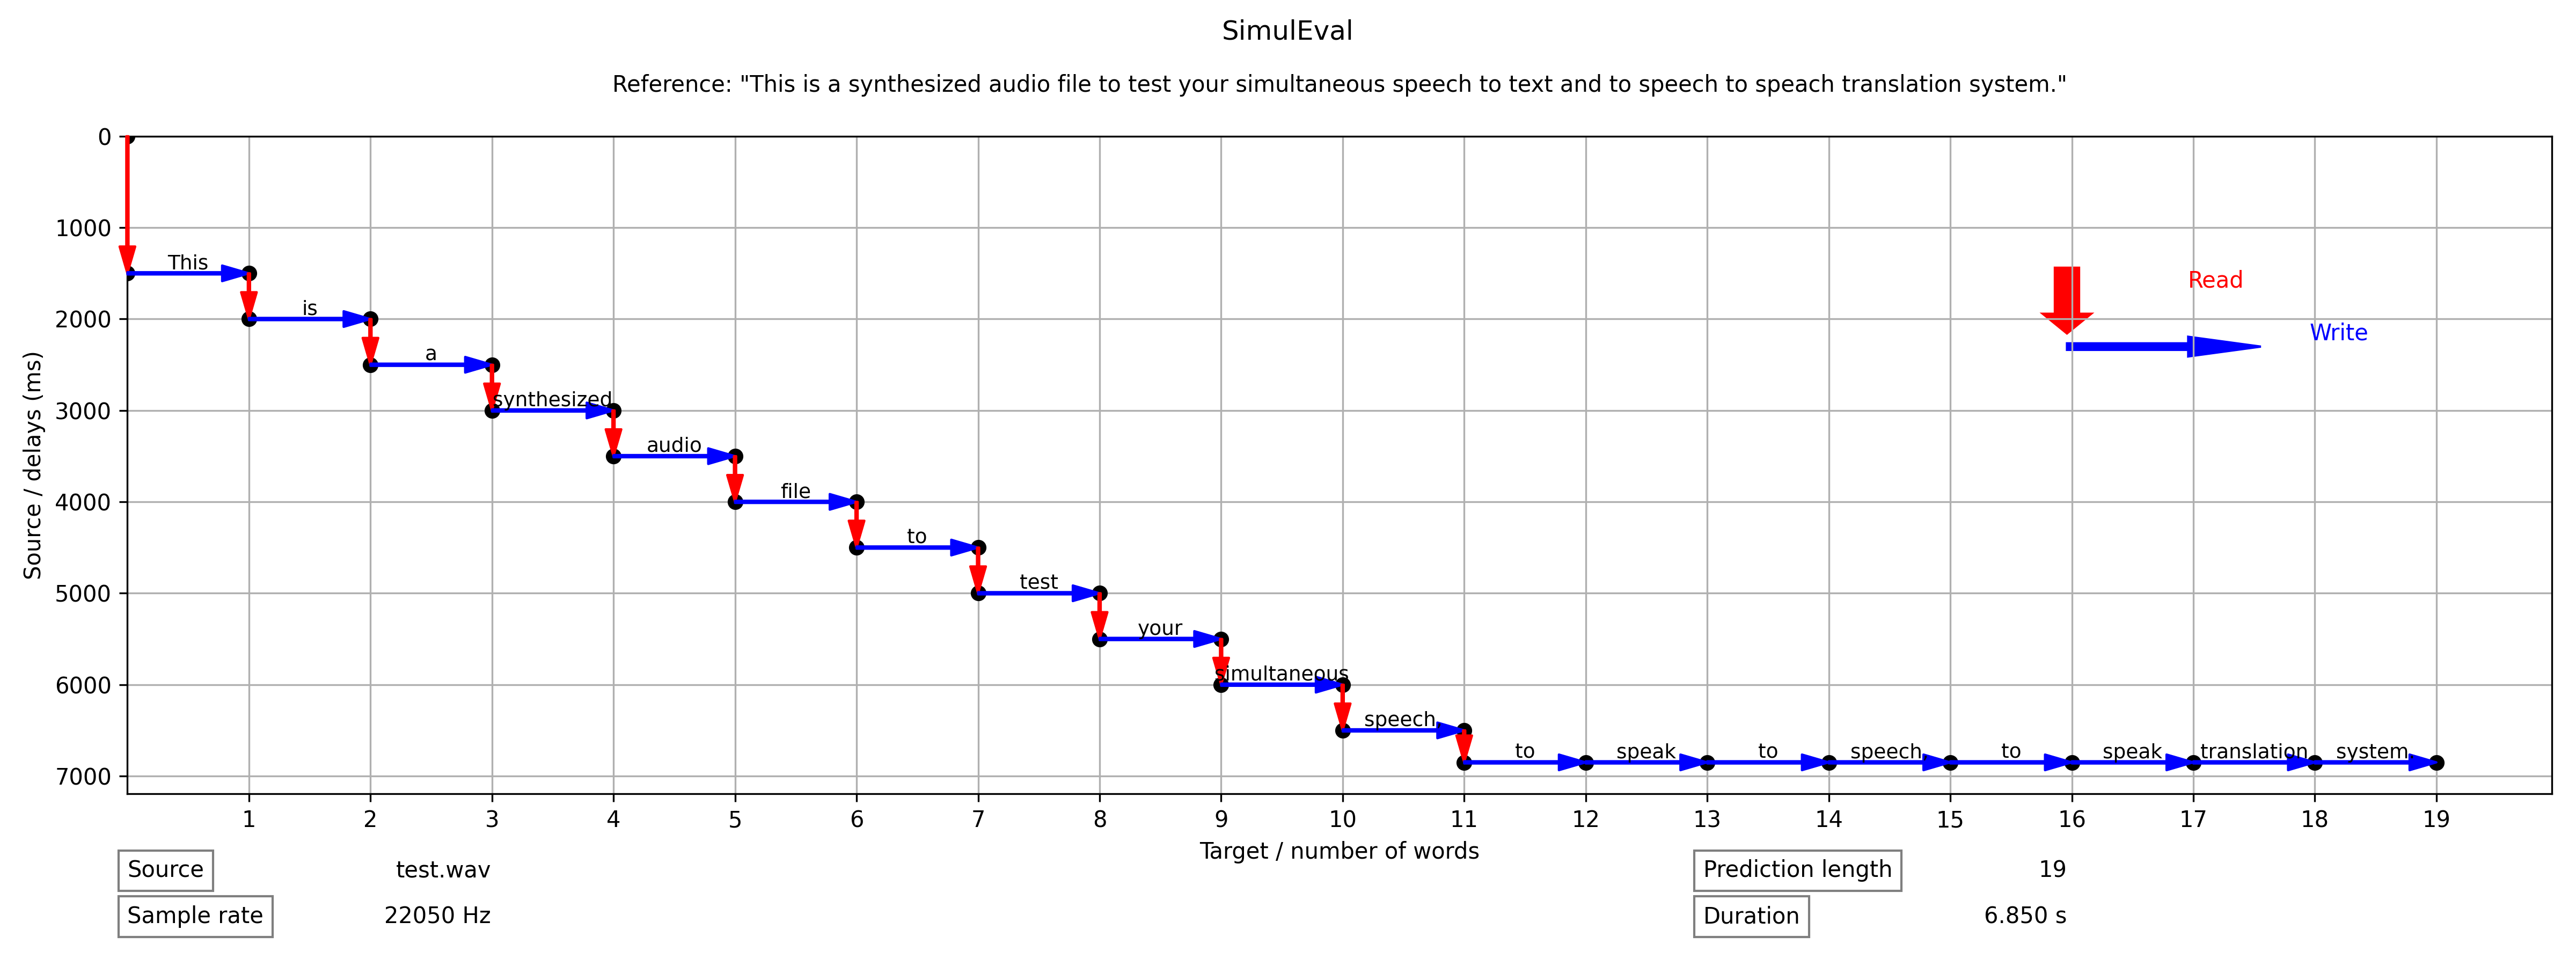 SimulEval
Reference: "This is a synthesized audio file to test your simultaneous speech to text and to speech to speach translation system."
0
1000
This
Read
is
2000
Write
a
synthesized
3000
audio
file
4000
to
test
5000
your
simultaneous
6000
speech
to speak to speech to speak translation system
7000
Source / delays (ms)
1 2 3 4 5 6 7 8 9 10 11 12 13 14 15 16 17 18 19
Target / number of words
Source test.wav
Prediction length 19
Sample rate 22050 Hz
Duration 6.850 s